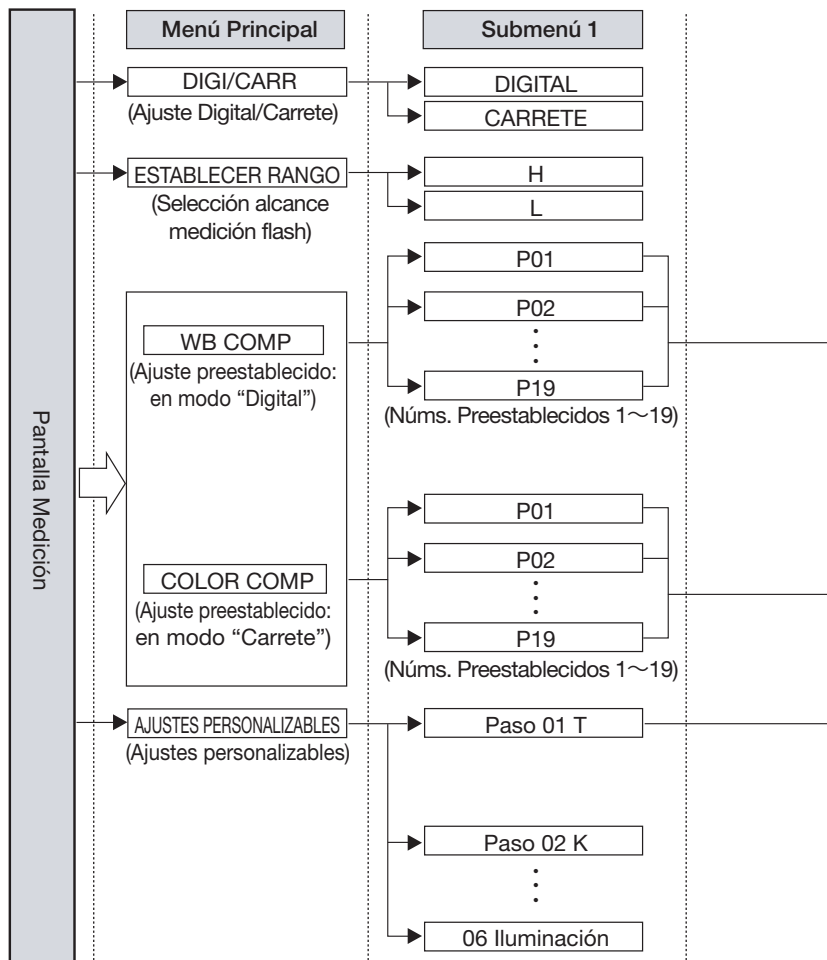 Menú Principal
Submenú 1
Pantalla Medición
DIGI/CARR
(Ajuste Digital/Carrete)
DIGITAL
CARRETE
ESTABLECER RANGO
(Selección alcance
medición flash)
H
L
WB COMP
(Ajuste preestablecido:
en modo “Digital”)
P01
P02
P19
(Núms. Preestablecidos 1～19)
COLOR COMP
(Ajuste preestablecido:
en modo “Carrete”)
P01
P02
P19
(Núms. Preestablecidos 1～19)
AJUSTES PERSONALIZABLES
(Ajustes personalizables)
Paso 01 T
Paso 02 K
06 Iluminación